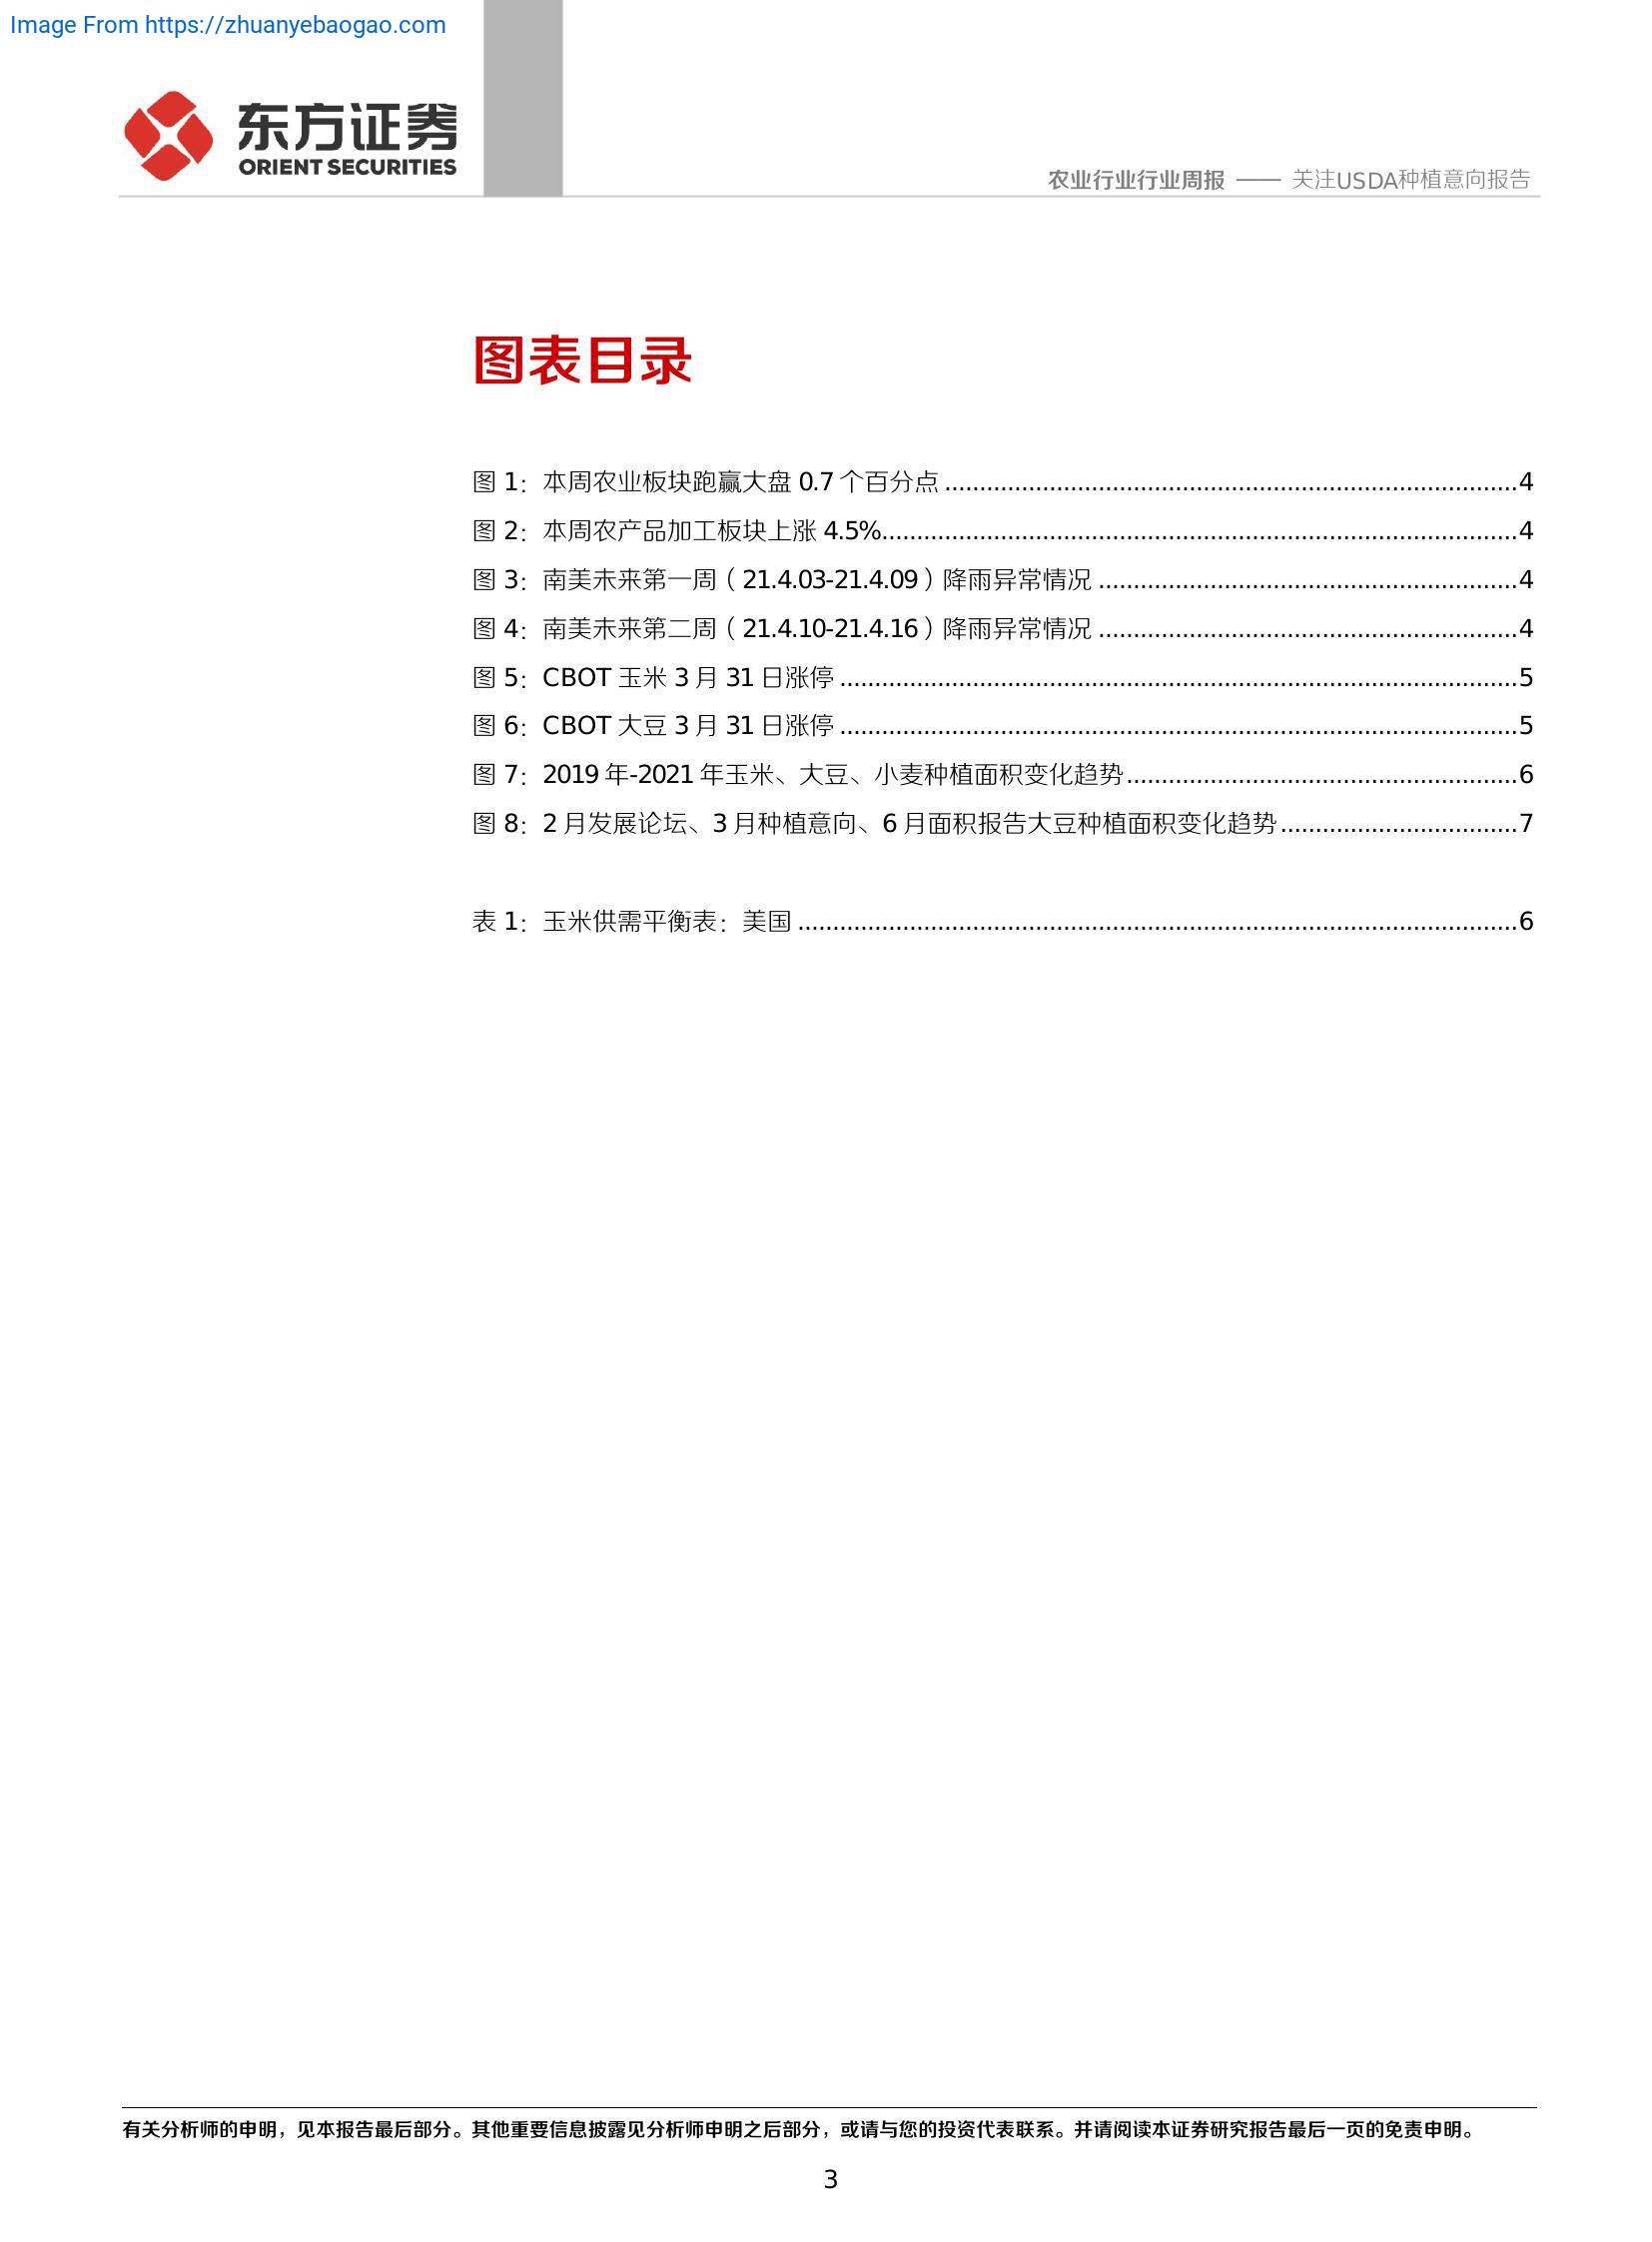 Image From https://zhuanyebaogao.com
东方证券
ORIENT SECURITIES
农业行业行业周报 —— 关注USDA种植意向报告
图表目录
图 1：本周农业板块跑赢大盘 0.7 个百分点 ..................................................................................4
图 2：本周农产品加工板块上涨 4.5%...........................................................................................4
图 3：南美未来第一周（21.4.03-21.4.09）降雨异常情况 ............................................................4
图 4：南美未来第二周（21.4.10-21.4.16）降雨异常情况 ............................................................4
图 5：CBOT 玉米 3 月 31 日涨停 .................................................................................................5
图 6：CBOT 大豆 3 月 31 日涨停 .................................................................................................5
图 7：2019 年-2021 年玉米、大豆、小麦种植面积变化趋势........................................................6
图 8：2 月发展论坛、3 月种植意向、6 月面积报告大豆种植面积变化趋势..................................7
表 1：玉米供需平衡表：美国 .......................................................................................................6
有关分析师的申明，见本报告最后部分。其他重要信息披露见分析师申明之后部分，或请与您的投资代表联系。并请阅读本证券研究报告最后一页的免责申明。
3